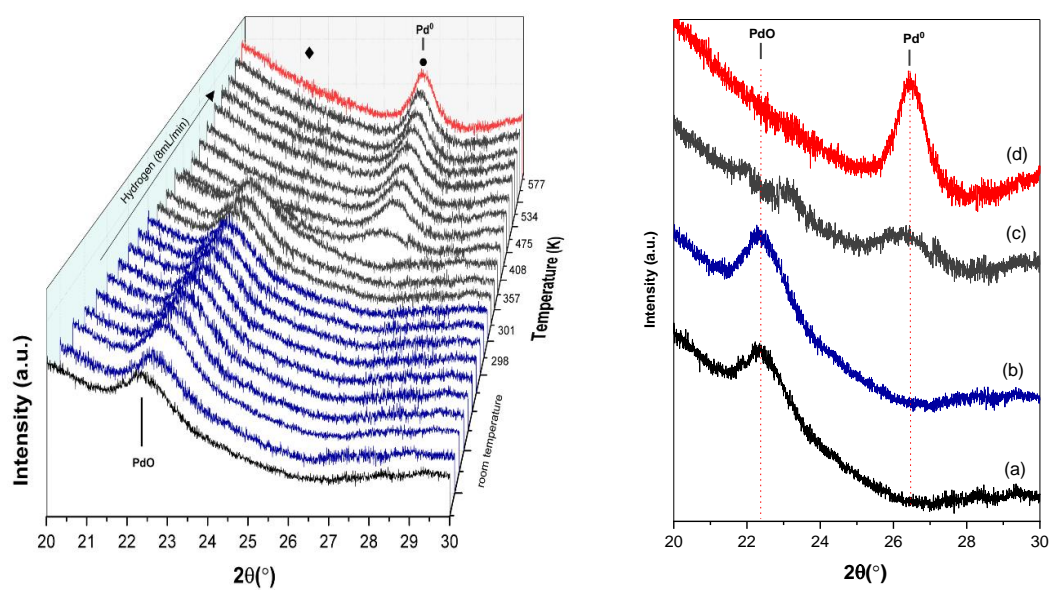 Pd⁰
Hydrogen (8mL/min)
577
534
475
408
357
301
298
Temperature (K)
room temperature
PdO
Intensity (a.u.)
20 21 22 23 24 25 26 27 28 29 30
2θ(°)
PdO
Pd⁰
(d)
(c)
(b)
(a)
Intensity (a.u.)
20 22 24 26 28 30
2θ(°)